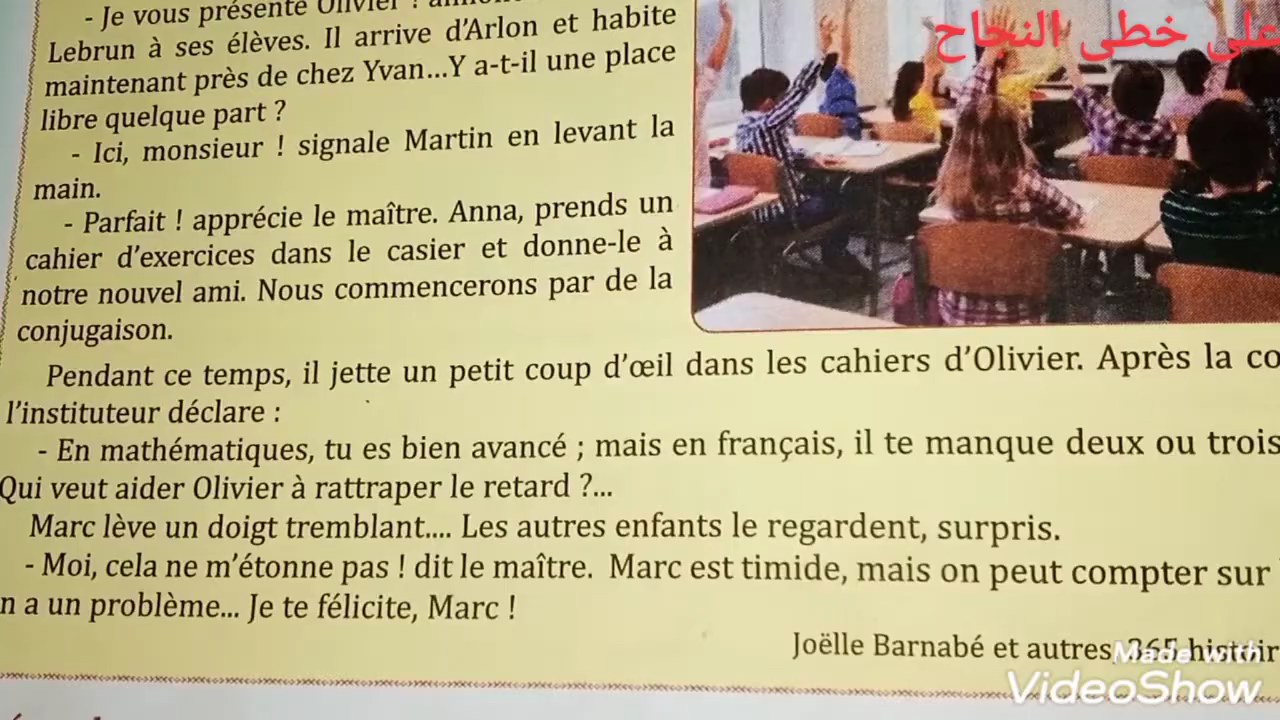 - Je vous présente Olivier !
Lebrun à ses élèves. Il arrive d'Arlon et habite
maintenant près de chez Yvan...Y a-t-il une place
libre quelque part ?
- Ici, monsieur ! signale Martin en levant la
main.
- Parfait ! apprécie le maître. Anna, prends un
cahier d'exercices dans le casier et donne-le à
notre nouvel ami. Nous commencerons par de la
conjugaison.
Pendant ce temps, il jette un petit coup d'œil dans les cahiers d'Olivier. Après la co
l'instituteur déclare :
- En mathématiques, tu es bien avancé ; mais en français, il te manque deux ou trois
Qui veut aider Olivier à rattraper le retard ?...
Marc lève un doigt tremblant.... Les autres enfants le regardent, surpris.
- Moi, cela ne m'étonne pas ! dit le maître. Marc est timide, mais on peut compter sur
n a un problème... Je te félicite, Marc !
Joëlle Barnabé et autres, 365 histoir
على خطى النجاح
Made with
VideoShow